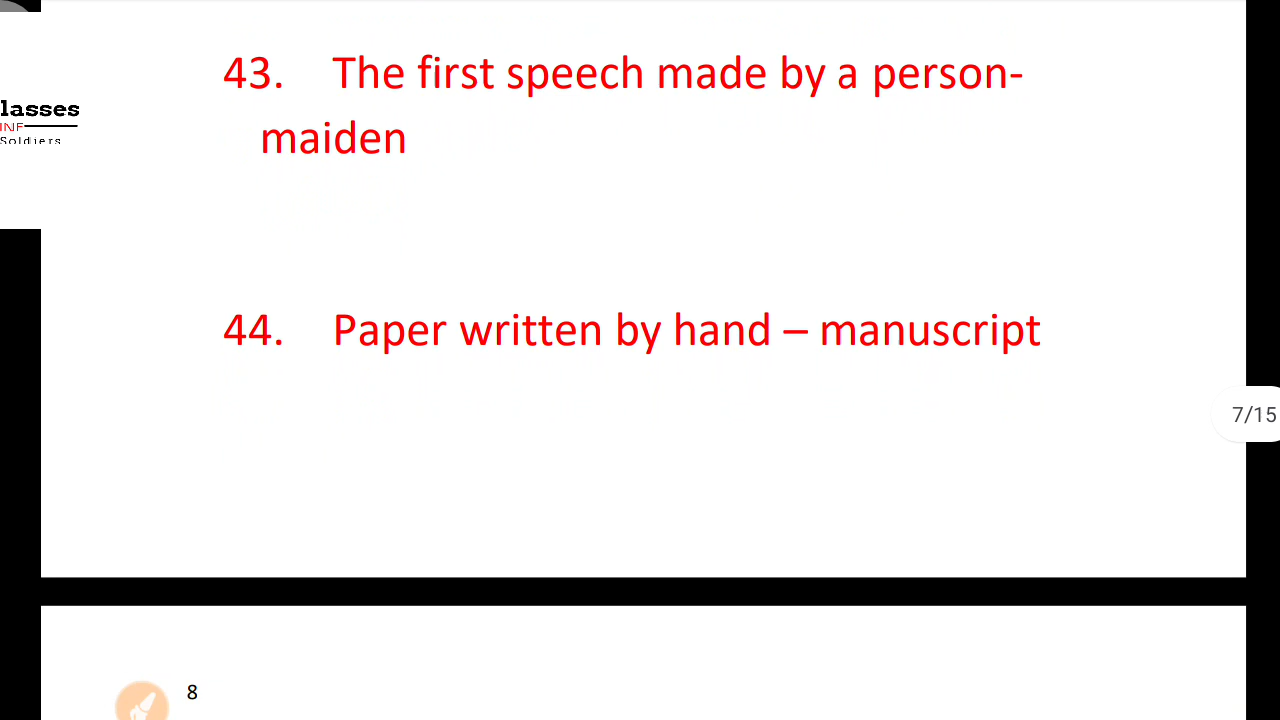 lasses
INF
Soldiers
43. The first speech made by a person-
maiden
44. Paper written by hand – manuscript
7/15
8